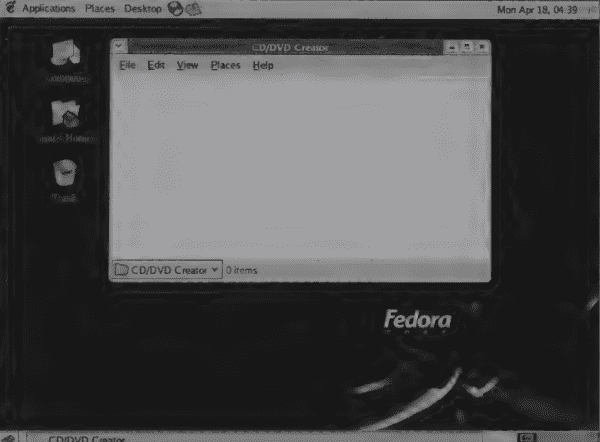 Applications Places Desktop
Mon Apr 18, 04:39
CD/DVD Creator
File Edit View Places Help
CD/DVD Creator
0 items
Fedora
CD/DVD Creator